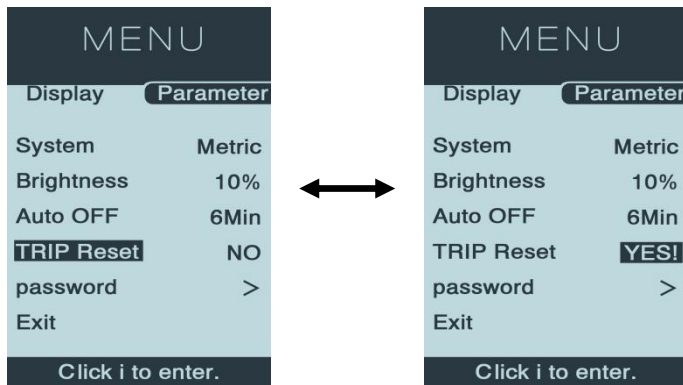 MENU
Display Parameter
System Metric
Brightness 10%
Auto OFF 6Min
TRIP Reset NO
password >
Exit
Click i to enter.
MENU
Display Parameter
System Metric
Brightness 10%
Auto OFF 6Min
TRIP Reset YES!
password >
Exit
Click i to enter.